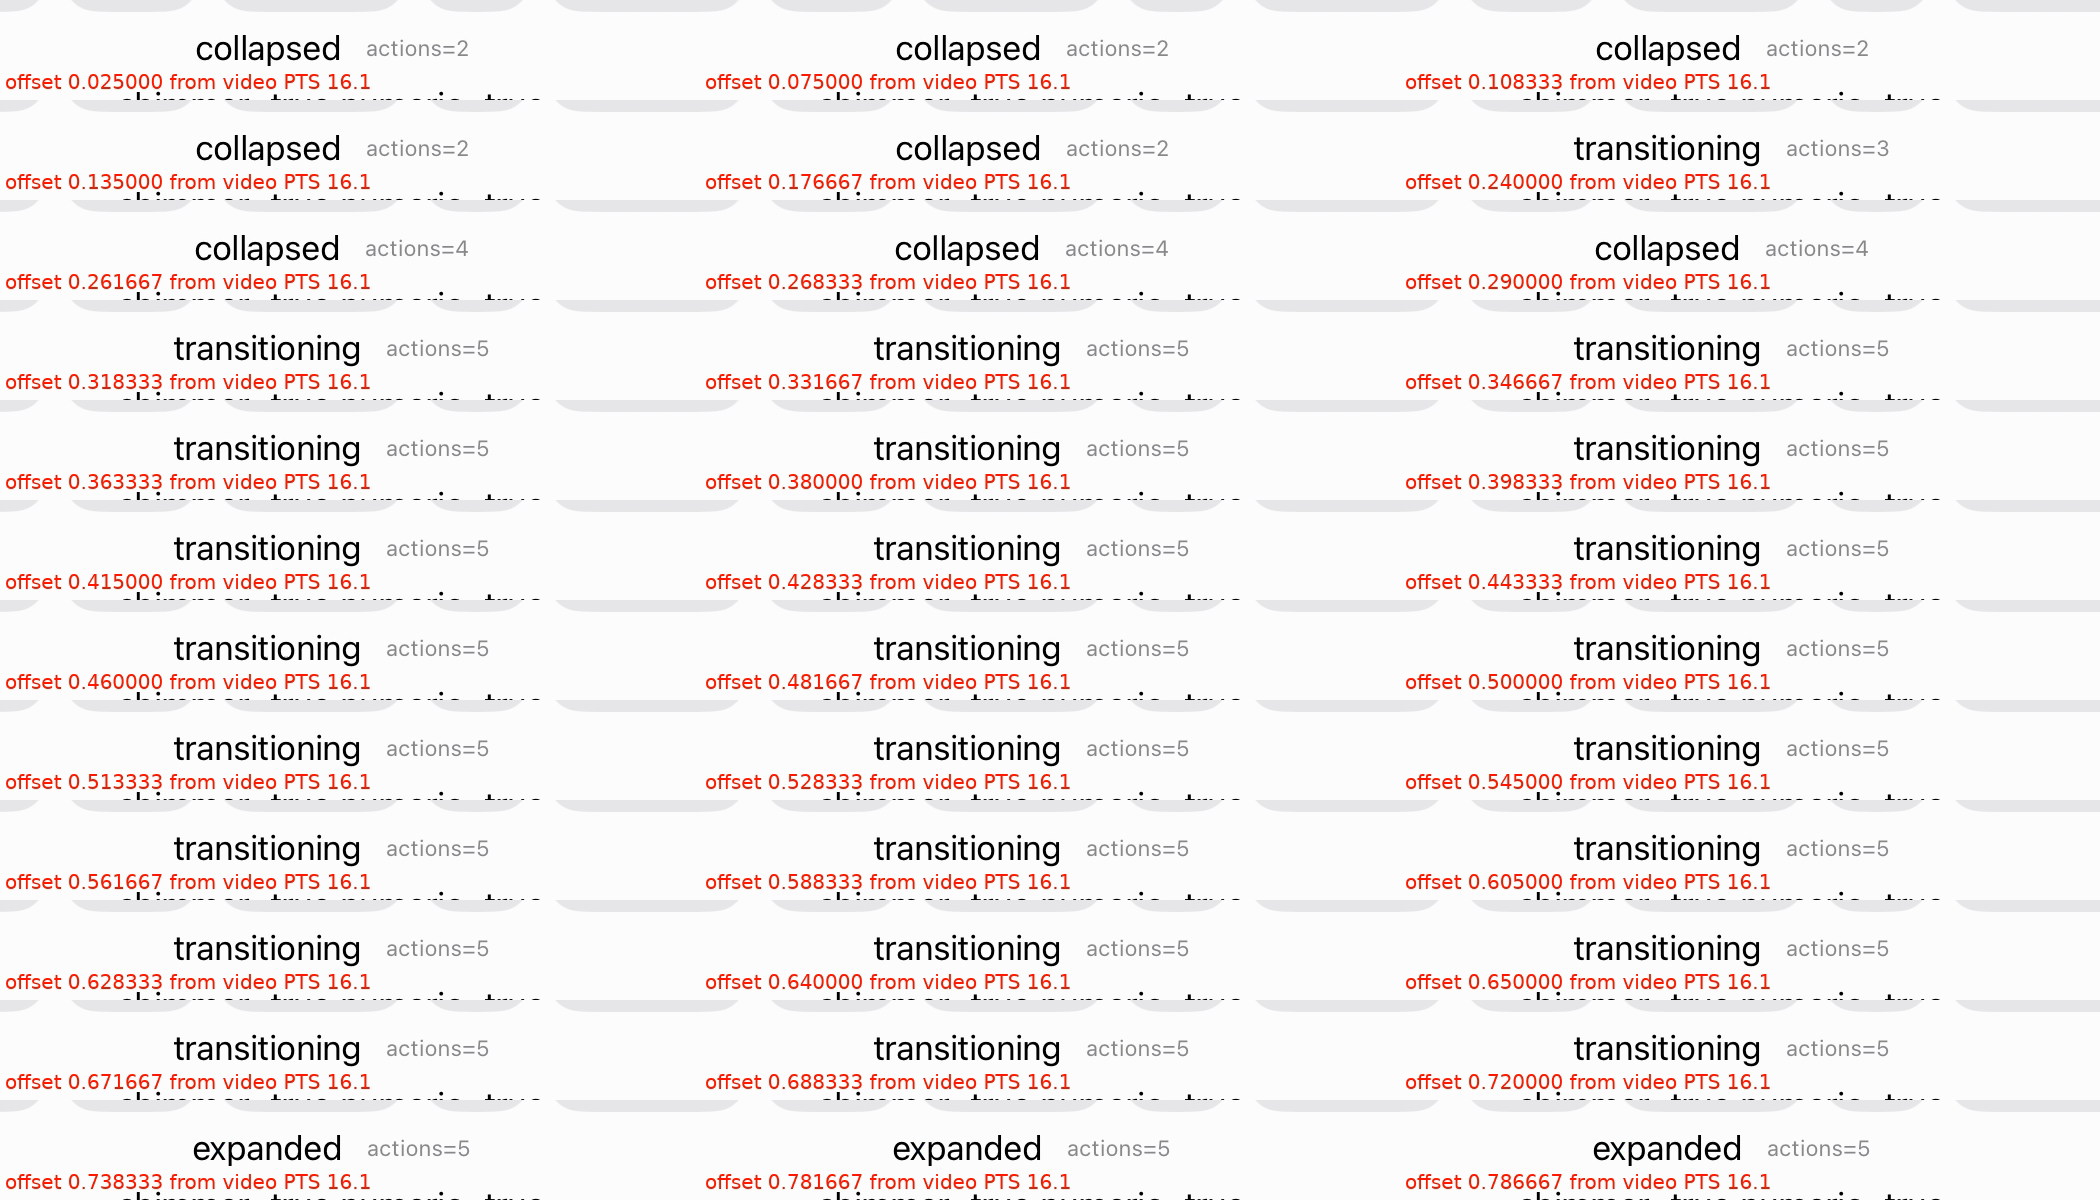 collapsed actions=2 collapsed actions=2 collapsed actions=2
offset 0.025000 from video PTS 16.1 offset 0.075000 from video PTS 16.1 offset 0.108333 from video PTS 16.1
collapsed actions=2 collapsed actions=2 transitioning actions=3
offset 0.135000 from video PTS 16.1 offset 0.176667 from video PTS 16.1 offset 0.240000 from video PTS 16.1
collapsed actions=4 collapsed actions=4 collapsed actions=4
offset 0.261667 from video PTS 16.1 offset 0.268333 from video PTS 16.1 offset 0.290000 from video PTS 16.1
transitioning actions=5 transitioning actions=5 transitioning actions=5
offset 0.318333 from video PTS 16.1 offset 0.331667 from video PTS 16.1 offset 0.346667 from video PTS 16.1
transitioning actions=5 transitioning actions=5 transitioning actions=5
offset 0.363333 from video PTS 16.1 offset 0.380000 from video PTS 16.1 offset 0.398333 from video PTS 16.1
transitioning actions=5 transitioning actions=5 transitioning actions=5
offset 0.415000 from video PTS 16.1 offset 0.428333 from video PTS 16.1 offset 0.443333 from video PTS 16.1
transitioning actions=5 transitioning actions=5 transitioning actions=5
offset 0.460000 from video PTS 16.1 offset 0.481667 from video PTS 16.1 offset 0.500000 from video PTS 16.1
transitioning actions=5 transitioning actions=5 transitioning actions=5
offset 0.513333 from video PTS 16.1 offset 0.528333 from video PTS 16.1 offset 0.545000 from video PTS 16.1
transitioning actions=5 transitioning actions=5 transitioning actions=5
offset 0.561667 from video PTS 16.1 offset 0.588333 from video PTS 16.1 offset 0.605000 from video PTS 16.1
transitioning actions=5 transitioning actions=5 transitioning actions=5
offset 0.628333 from video PTS 16.1 offset 0.640000 from video PTS 16.1 offset 0.650000 from video PTS 16.1
transitioning actions=5 transitioning actions=5 transitioning actions=5
offset 0.671667 from video PTS 16.1 offset 0.688333 from video PTS 16.1 offset 0.720000 from video PTS 16.1
expanded actions=5 expanded actions=5 expanded actions=5
offset 0.738333 from video PTS 16.1 offset 0.781667 from video PTS 16.1 offset 0.786667 from video PTS 16.1